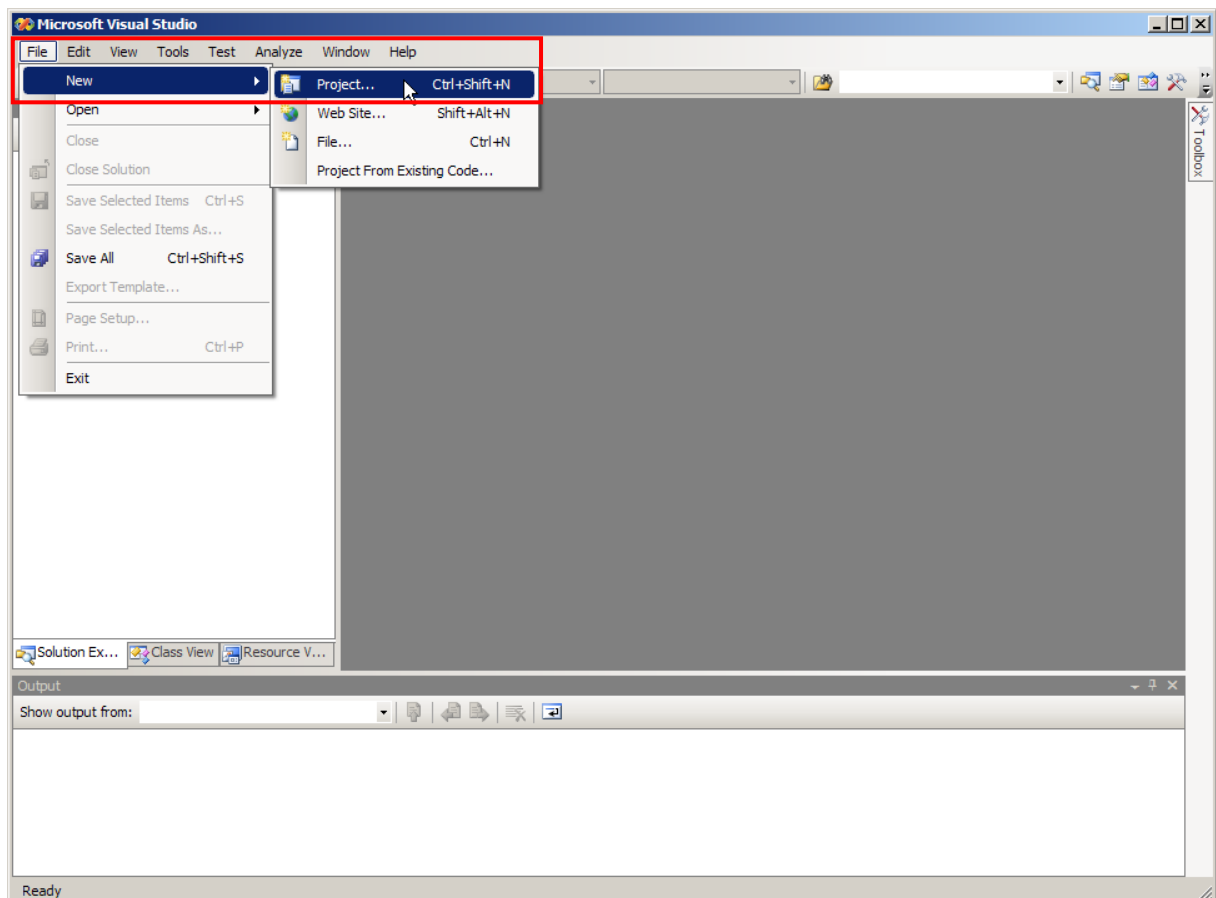 Microsoft Visual Studio
File Edit View Tools Test Analyze Window Help
New
Project... Ctrl+Shift+N
Open
Web Site... Shift+Alt+N
Close
File... Ctrl+N
Close Solution
Project From Existing Code...
Save Selected Items Ctrl+S
Save Selected Items As...
Save All Ctrl+Shift+S
Export Template...
Page Setup...
Print... Ctrl+P
Exit
Toolbox
Solution Ex... Class View Resource V...
Output
Show output from:
Ready